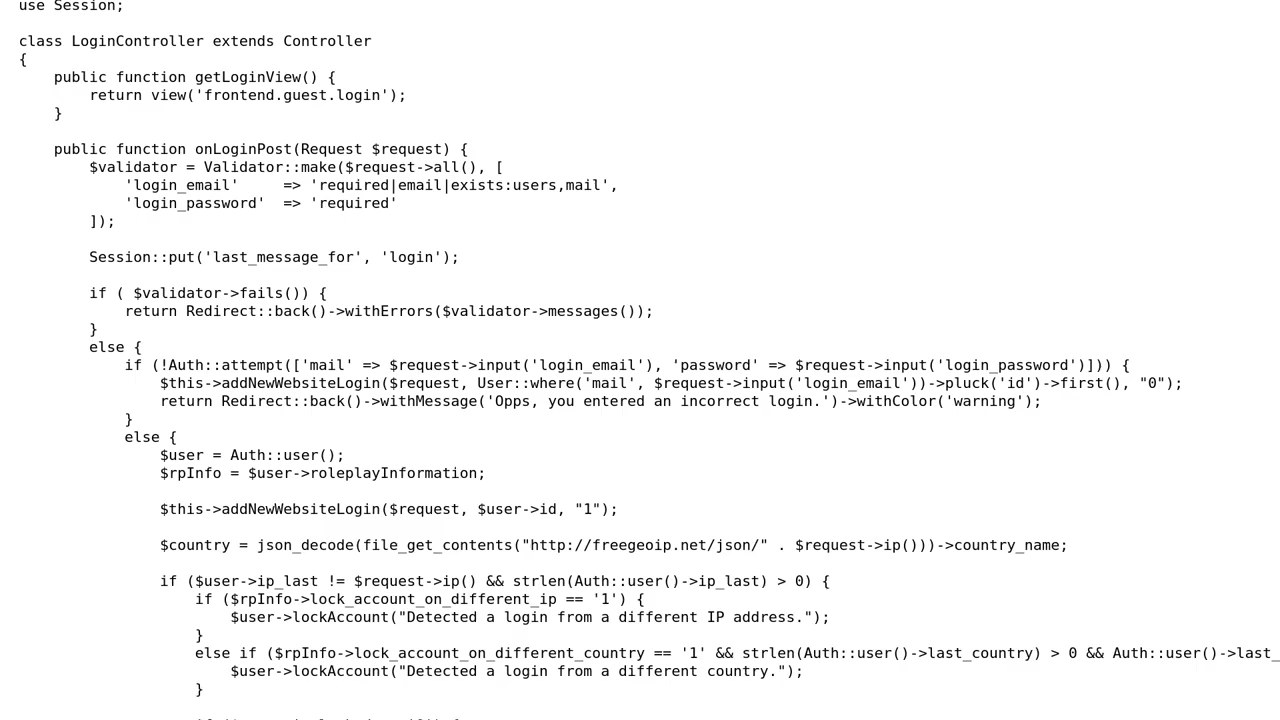 use Session;

class LoginController extends Controller
{
    public function getLoginView() {
        return view('frontend.guest.login');
    }

    public function onLoginPost(Request $request) {
        $validator = Validator::make($request->all(), [
            'login_email'     => 'required|email|exists:users,mail',
            'login_password'  => 'required'
        ]);

        Session::put('last_message_for', 'login');

        if ( $validator->fails()) {
            return Redirect::back()->withErrors($validator->messages());
        }
        else {
            if (!Auth::attempt(['mail' => $request->input('login_email'), 'password' => $request->input('login_password')])) {
                $this->addNewWebsiteLogin($request, User::where('mail', $request->input('login_email'))->pluck('id')->first(), "0");
                return Redirect::back()->withMessage('Opps, you entered an incorrect login.')->withColor('warning');
            }
            else {
                $user = Auth::user();
                $rpInfo = $user->roleplayInformation;

                $this->addNewWebsiteLogin($request, $user->id, "1");

                $country = json_decode(file_get_contents("http://freegeoip.net/json/" . $request->ip()))->country_name;

                if ($user->ip_last != $request->ip() && strlen(Auth::user()->ip_last) > 0) {
                    if ($rpInfo->lock_account_on_different_ip == '1') {
                        $user->lockAccount("Detected a login from a different IP address.");
                    }
                    else if ($rpInfo->lock_account_on_different_country == '1' && strlen(Auth::user()->last_country) > 0 && Auth::user()->last_
                        $user->lockAccount("Detected a login from a different country.");
                    }